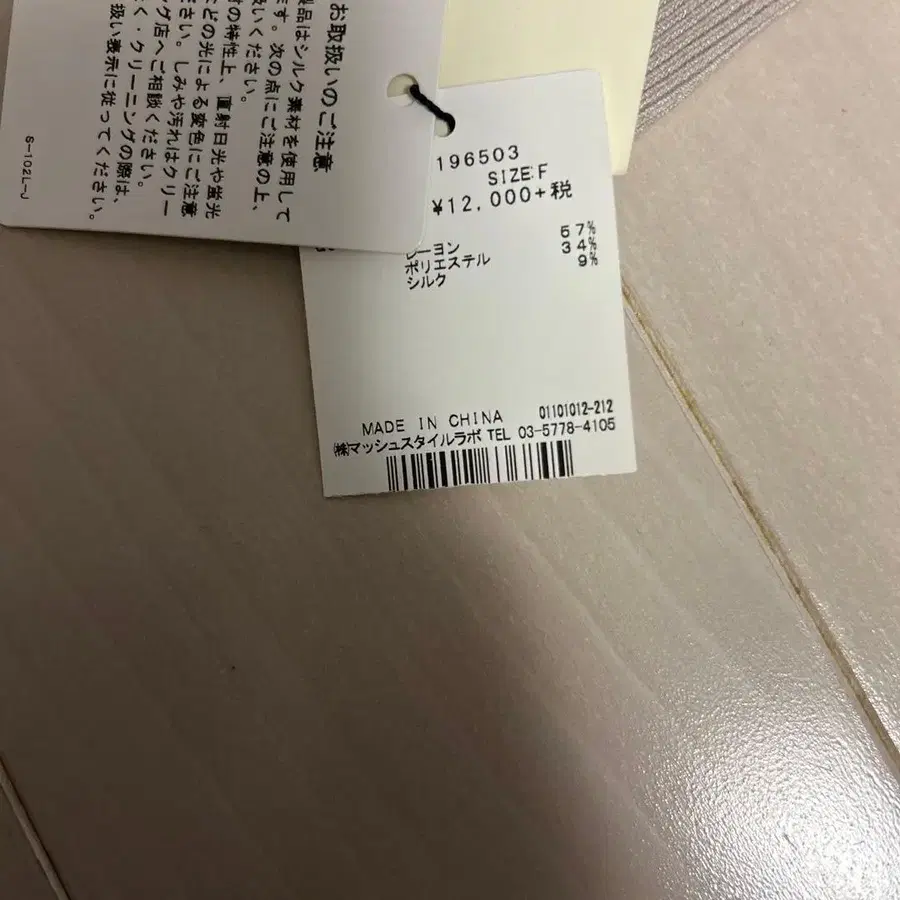 お取扱いのご注意
製品はシルク素材を使用して
ます。次の点にご注意の上、
扱いください。
材の特性上、直射日光や蛍光
などの光による変色にご注意
ださい。しみや汚れはクリー
ング店へご相談ください。
く・クリーニングの際は、
扱い表示に従ってください。
S-102L-J
196503
SIZE:F
¥12,000+税
レーヨン 57%
ポリエステル 34%
シルク 9%
MADE IN CHINA 01101012-212
㈱マッシュスタイルラボ TEL 03-5778-4105